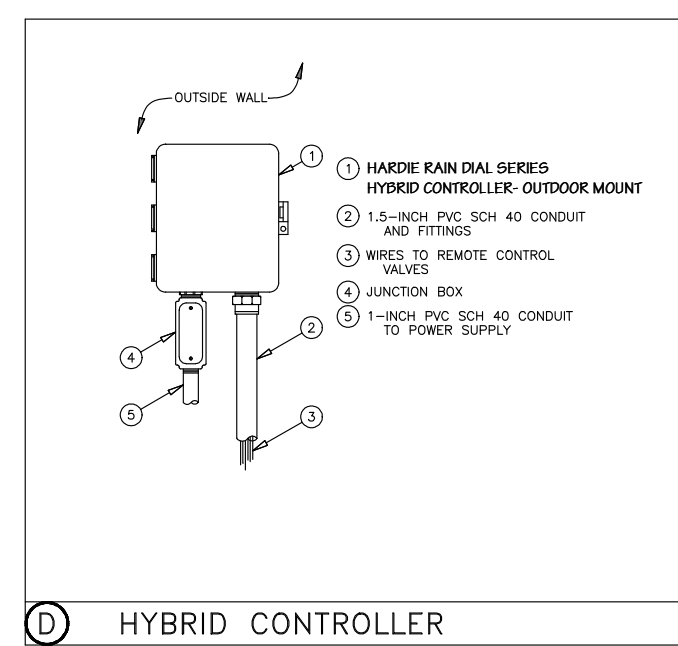 OUTSIDE WALL
1
1 HARDIE RAIN DIAL SERIES
HYBRID CONTROLLER- OUTDOOR MOUNT
2 1.5-INCH PVC SCH 40 CONDUIT
AND FITTINGS
3 WIRES TO REMOTE CONTROL
VALVES
4 JUNCTION BOX
5 1-INCH PVC SCH 40 CONDUIT
TO POWER SUPPLY
2
4
5
3
D HYBRID CONTROLLER